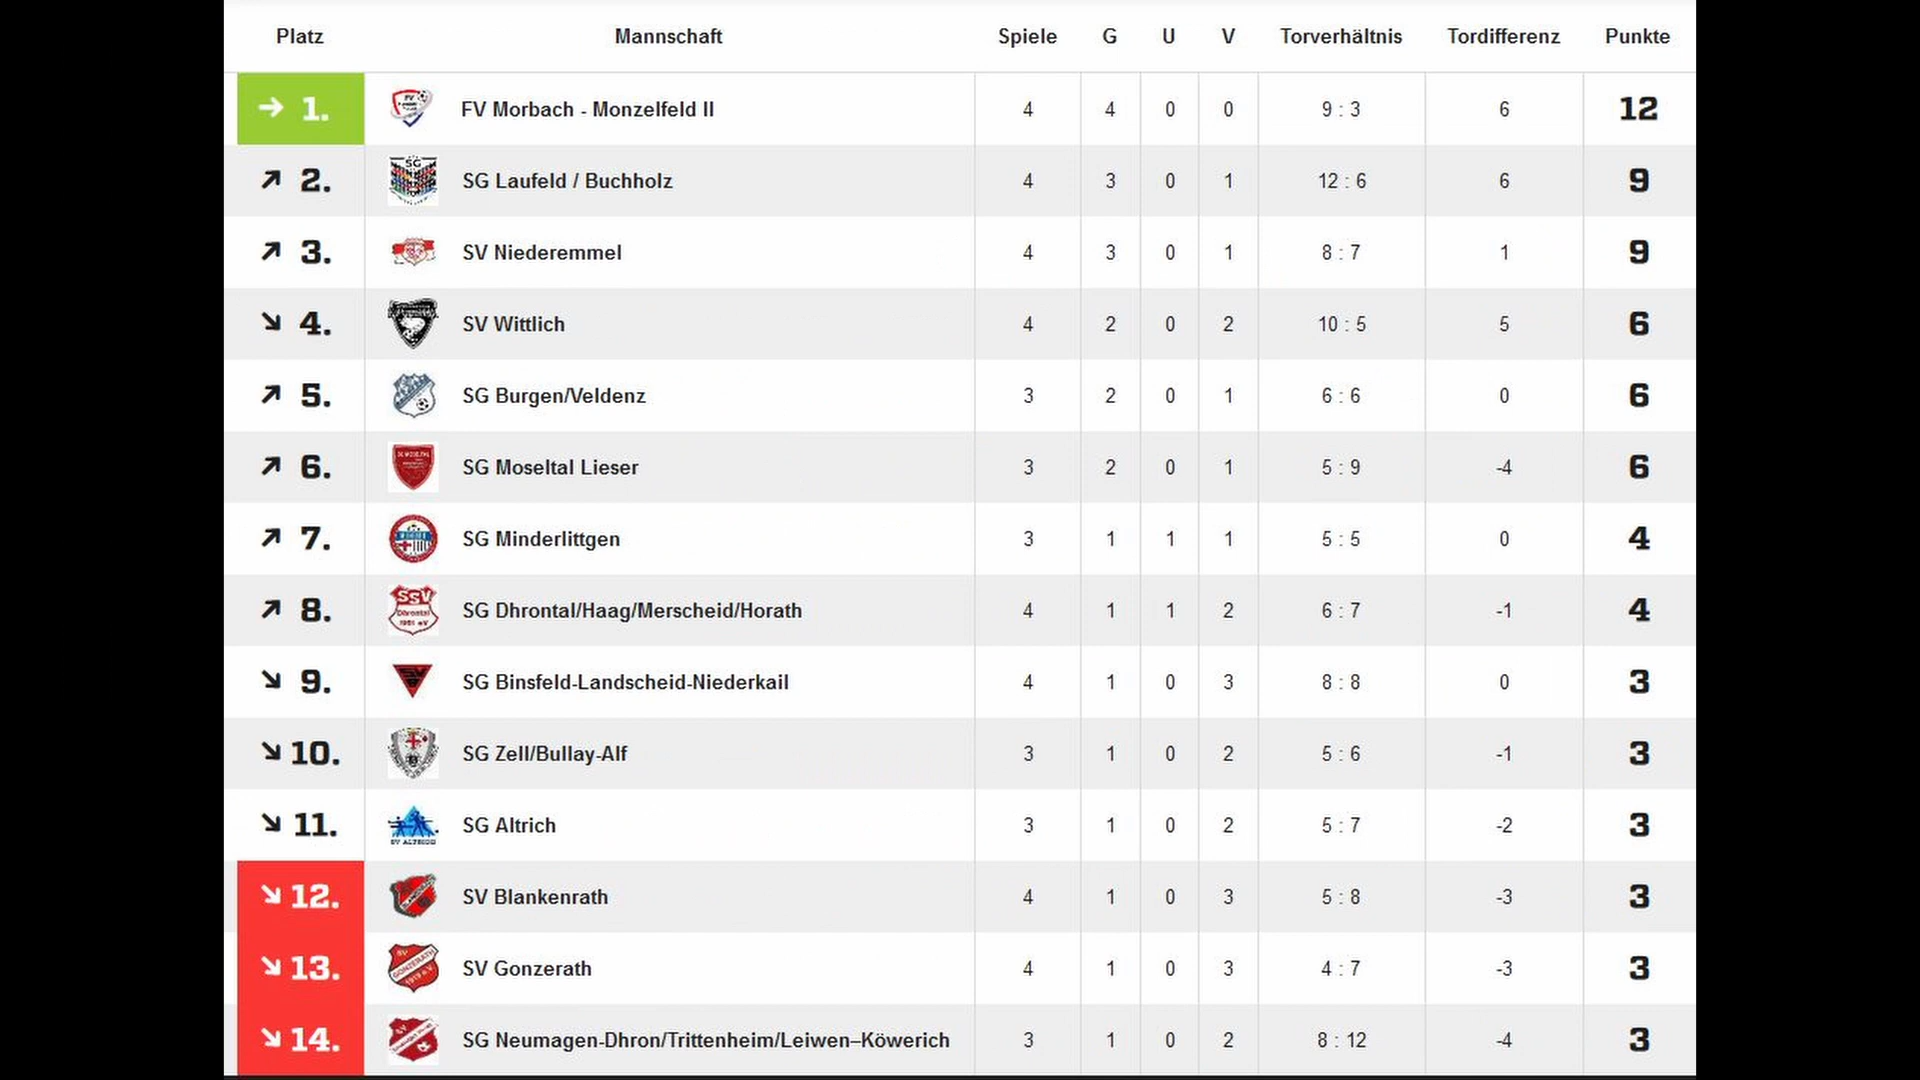 Platz Mannschaft Spiele G U V Torverhältnis Tordifferenz Punkte
1. FV Morbach - Monzelfeld II 4 4 0 0 9 : 3 6 12
2. SG SG Laufeld / Buchholz 4 3 0 1 12 : 6 6 9
3. SV Niederemmel 4 3 0 1 8 : 7 1 9
4. SV Wittlich 4 2 0 2 10 : 5 5 6
5. SG Burgen/Veldenz 3 2 0 1 6 : 6 0 6
6. SG Moseltal Lieser 3 2 0 1 5 : 9 -4 6
7. SG Minderlittgen 3 1 1 1 5 : 5 0 4
8. SSV Dhrontal SG Dhrontal/Haag/Merscheid/Horath 4 1 1 2 6 : 7 -1 4
9. SG Binsfeld-Landscheid-Niederkail 4 1 0 3 8 : 8 0 3
10. SG Zell/Bullay-Alf 3 1 0 2 5 : 6 -1 3
11. SV ALTRICH SG Altrich 3 1 0 2 5 : 7 -2 3
12. SV Blankenrath 4 1 0 3 5 : 8 -3 3
13. SV GONZERATH 1919 e.V. SV Gonzerath 4 1 0 3 4 : 7 -3 3
14. SV SG Neumagen-Dhron/Trittenheim/Leiwen–Köwerich 3 1 0 2 8 : 12 -4 3